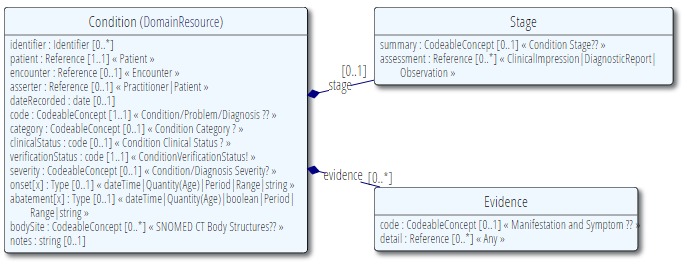 Condition (DomainResource)
identifier : Identifier [0..*]
patient : Reference [1..1] « Patient »
encounter : Reference [0..1] « Encounter »
asserter : Reference [0..1] « Practitioner|Patient »
dateRecorded : date [0..1]
code : CodeableConcept [1..1] « Condition/Problem/Diagnosis ?? »
category : CodeableConcept [0..1] « Condition Category ? »
clinicalStatus : code [0..1] « Condition Clinical Status ? »
verificationStatus : code [1..1] « ConditionVerificationStatus! »
severity : CodeableConcept [0..1] « Condition/Diagnosis Severity? »
onset[x] : Type [0..1] « dateTime|Quantity(Age)|Period|Range|string »
abatement[x] : Type [0..1] « dateTime|Quantity(Age)|boolean|Period|
Range|string »
bodySite : CodeableConcept [0..*] « SNOMED CT Body Structures?? »
notes : string [0..1]
[0..1]
stage
Stage
summary : CodeableConcept [0..1] « Condition Stage?? »
assessment : Reference [0..*] « ClinicalImpression|DiagnosticReport|
Observation »
evidence
[0..*]
Evidence
code : CodeableConcept [0..1] « Manifestation and Symptom ?? »
detail : Reference [0..*] « Any »